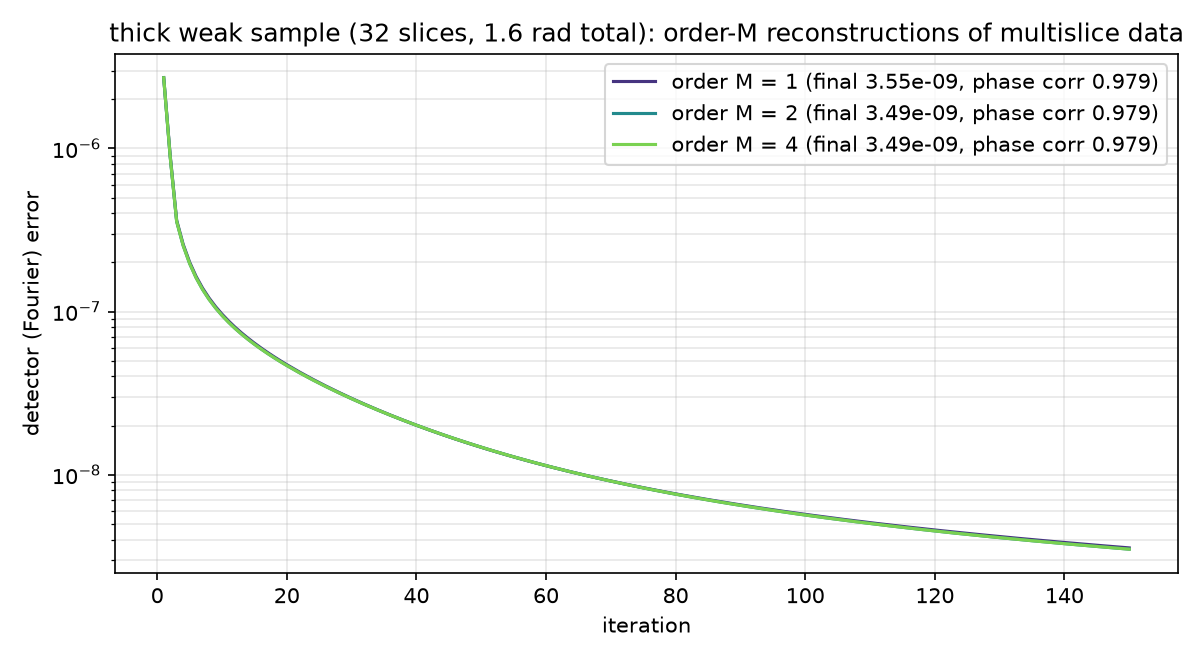 thick weak sample (32 slices, 1.6 rad total): order-M reconstructions of multislice data
order M = 1 (final 3.55e-09, phase corr 0.979)
order M = 2 (final 3.49e-09, phase corr 0.979)
order M = 4 (final 3.49e-09, phase corr 0.979)
detector (Fourier) error
10⁻⁶
10⁻⁷
10⁻⁸
0 20 40 60 80 100 120 140
iteration